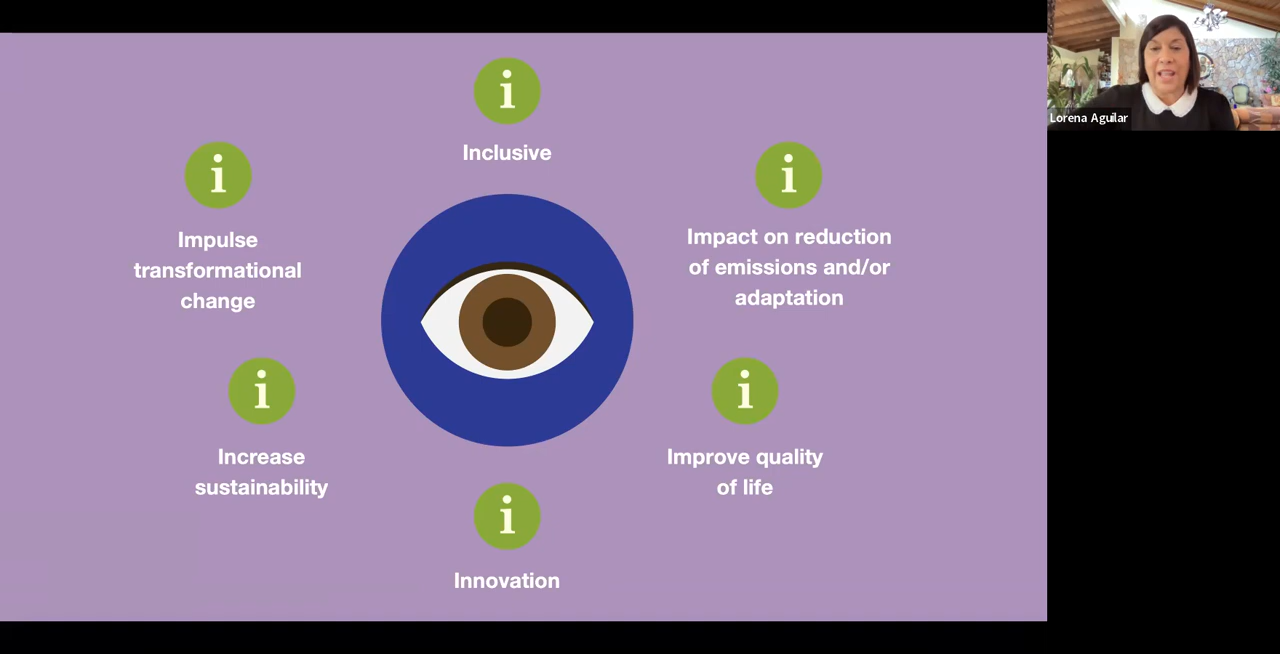 i
Inclusive
i
Impulse
transformational
change
i
Impact on reduction
of emissions and/or
adaptation
i
Increase
sustainability
i
Improve quality
of life
i
Innovation
Lorena Aguilar